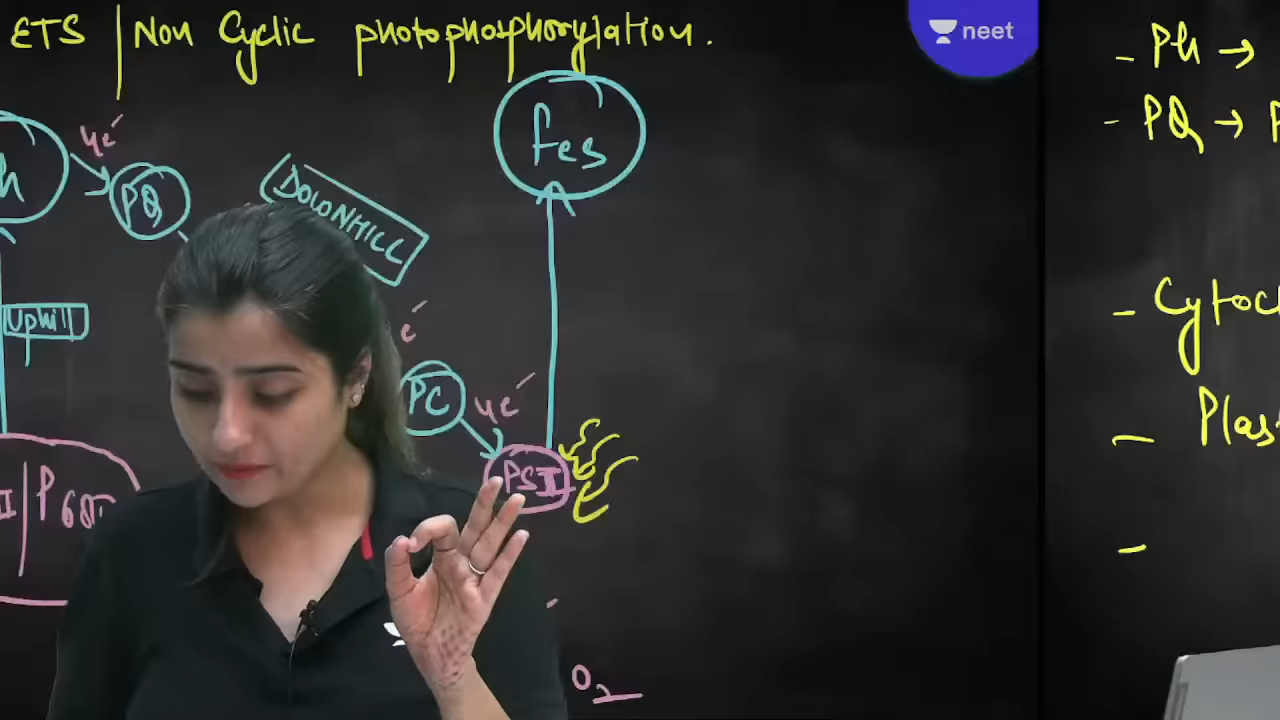 ETS | Non Cyclic photophosphorylation.
neet
- Ph →
- PQ → P
4e-
h
PQ
DOWNHILL
fes
Uphill
e-
PC
4e-
- Cytoc
- Plas
PSI
II | P680
-
O2